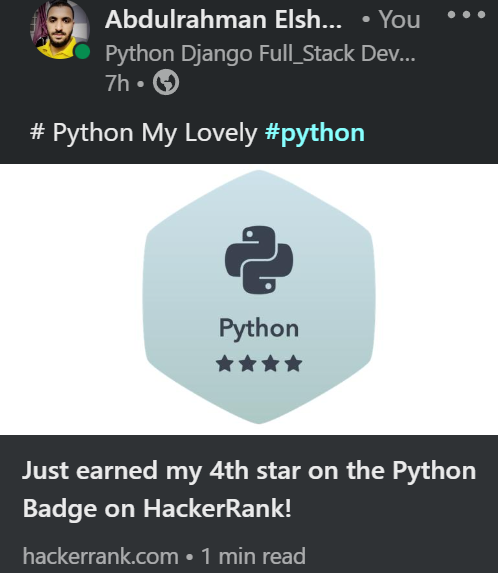 Abdulrahman Elsh... • You
Python Django Full_Stack Dev...
7h •
# Python My Lovely #python
Python
Just earned my 4th star on the Python
Badge on HackerRank!
hackerrank.com • 1 min read